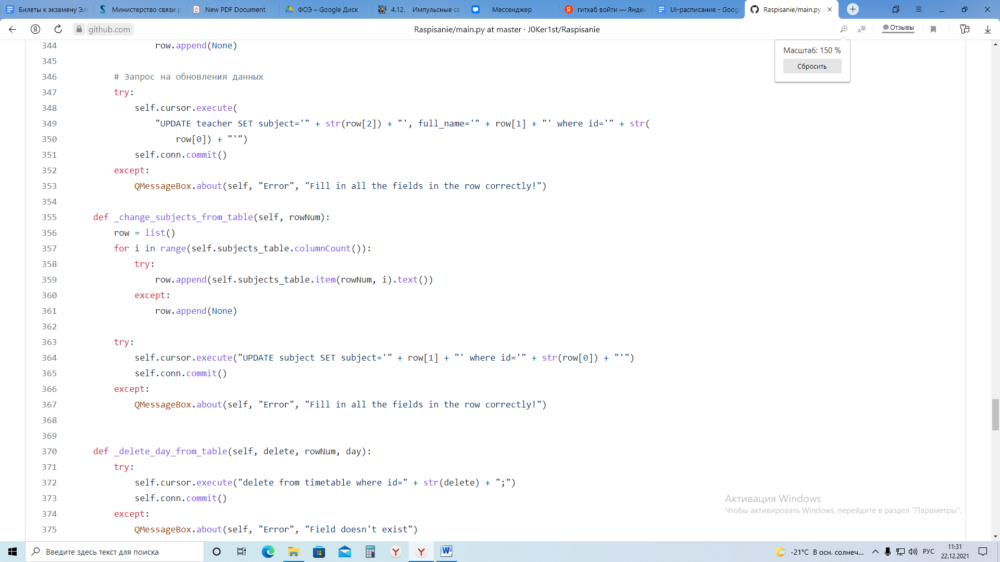 Билеты к экзамену Эле
Министерство связи р
New PDF Document
ФОЭ – Google Диск
4.12. Импульсные св
Мессенджер
гитхаб войти — Яндек
UI-расписание - Goog
Raspisanie/main.py a
github.com
Raspisanie/main.py at master · J0Ker1st/Raspisanie
Отзывы
Масштаб: 150 %
Сбросить
344 row.append(None)
345
346 # Запрос на обновления данных
347 try:
348 self.cursor.execute(
349 "UPDATE teacher SET subject='" + str(row[2]) + "', full_name='" + row[1] + "' where id='" + str(
350 row[0]) + "'")
351 self.conn.commit()
352 except:
353 QMessageBox.about(self, "Error", "Fill in all the fields in the row correctly!")
354
355 def _change_subjects_from_table(self, rowNum):
356 row = list()
357 for i in range(self.subjects_table.columnCount()):
358 try:
359 row.append(self.subjects_table.item(rowNum, i).text())
360 except:
361 row.append(None)
362
363 try:
364 self.cursor.execute("UPDATE subject SET subject='" + row[1] + "' where id='" + str(row[0]) + "'")
365 self.conn.commit()
366 except:
367 QMessageBox.about(self, "Error", "Fill in all the fields in the row correctly!")
368
369
370 def _delete_day_from_table(self, delete, rowNum, day):
371 try:
372 self.cursor.execute("delete from timetable where id=" + str(delete) + ";")
373 self.conn.commit()
374 except:
375 QMessageBox.about(self, "Error", "Field doesn't exist")
Активация Windows
Чтобы активировать Windows, перейдите в раздел "Параметры".
Введите здесь текст для поиска
-21°C В осн. солнеч...
РУС
11:31
22.12.2021